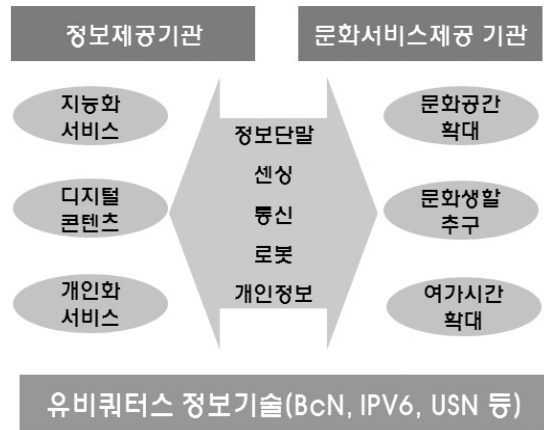 정보제공기관
문화서비스제공 기관
지능화
서비스
디지털
콘텐츠
개인화
서비스
정보단말
센싱
통신
로봇
개인정보
문화공간
확대
문화생할
추구
여가시간
확대
유비쿼터스 정보기술(BcN, IPV6, USN 등)